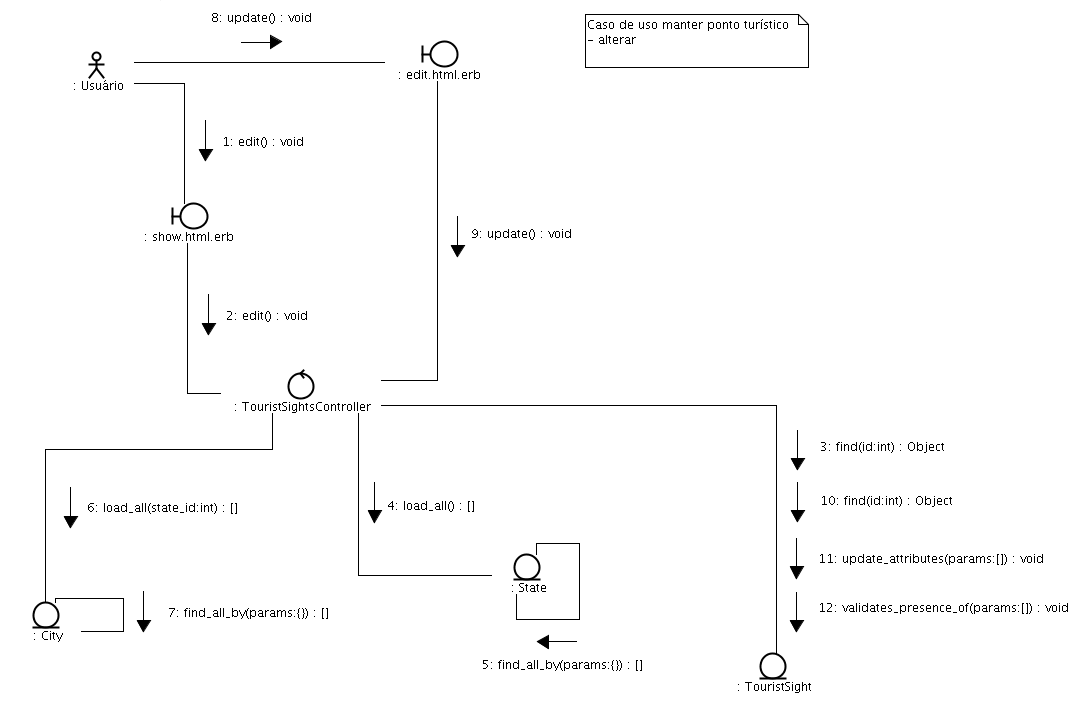 8: update() : void
Caso de uso manter ponto turístico
- alterar
: Usuário
: edit.html.erb
1: edit() : void
: show.html.erb
9: update() : void
2: edit() : void
: TouristSightsController
3: find(id:int) : Object
6: load_all(state_id:int) : []
4: load_all() : []
10: find(id:int) : Object
11: update_attributes(params:[]) : void
: State
7: find_all_by(params:{}) : []
12: validates_presence_of(params:[]) : void
: City
5: find_all_by(params:{}) : []
: TouristSight